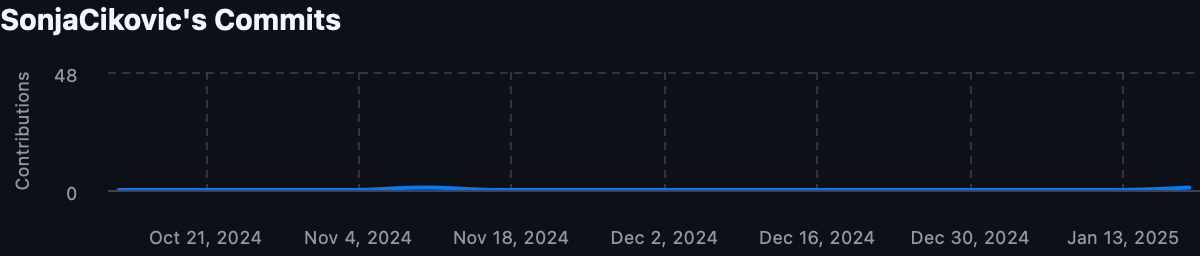 SonjaCikovic's Commits
Contributions
48
0
Oct 21, 2024 Nov 4, 2024 Nov 18, 2024 Dec 2, 2024 Dec 16, 2024 Dec 30, 2024 Jan 13, 2025